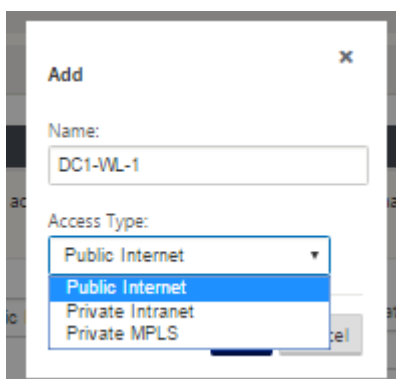 Add
×
Name:
DC1-WL-1
Access Type:
Public Internet
Public Internet
Private Intranet
Private MPLS